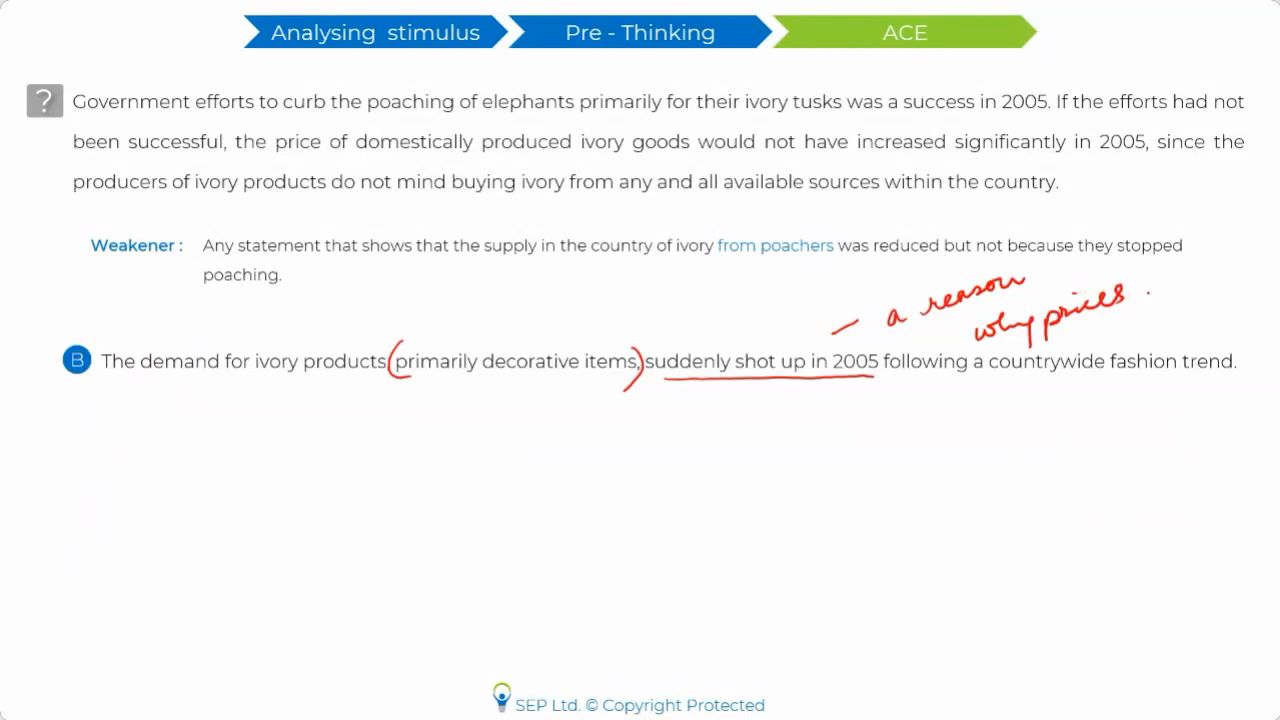 Analysing stimulus
Pre - Thinking
ACE
? Government efforts to curb the poaching of elephants primarily for their ivory tusks was a success in 2005. If the efforts had not
been successful, the price of domestically produced ivory goods would not have increased significantly in 2005, since the
producers of ivory products do not mind buying ivory from any and all available sources within the country.
Weakener : Any statement that shows that the supply in the country of ivory from poachers was reduced but not because they stopped
poaching.
– a reason
why prices .
B The demand for ivory products (primarily decorative items,) suddenly shot up in 2005 following a countrywide fashion trend.
SEP Ltd. © Copyright Protected